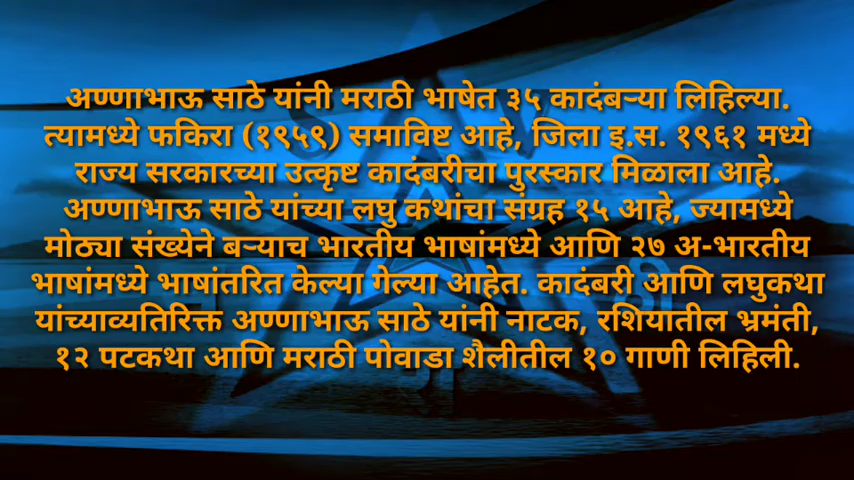 अण्णाभाऊ साठे यांनी मराठी भाषेत ३५ कादंबऱ्या लिहिल्या.
त्यामध्ये फकिरा (१९५९) समाविष्ट आहे, जिला इ.स. १९६१ मध्ये
राज्य सरकारच्या उत्कृष्ट कादंबरीचा पुरस्कार मिळाला आहे.
अण्णाभाऊ साठे यांच्या लघु कथांचा संग्रह १५ आहे, ज्यामध्ये
मोठ्या संख्येने बऱ्याच भारतीय भाषांमध्ये आणि २७ अ-भारतीय
भाषांमध्ये भाषांतरित केल्या गेल्या आहेत. कादंबरी आणि लघुकथा
यांच्याव्यतिरिक्त अण्णाभाऊ साठे यांनी नाटक, रशियातील भ्रमंती,
१२ पटकथा आणि मराठी पोवाडा शैलीतील १० गाणी लिहिली.